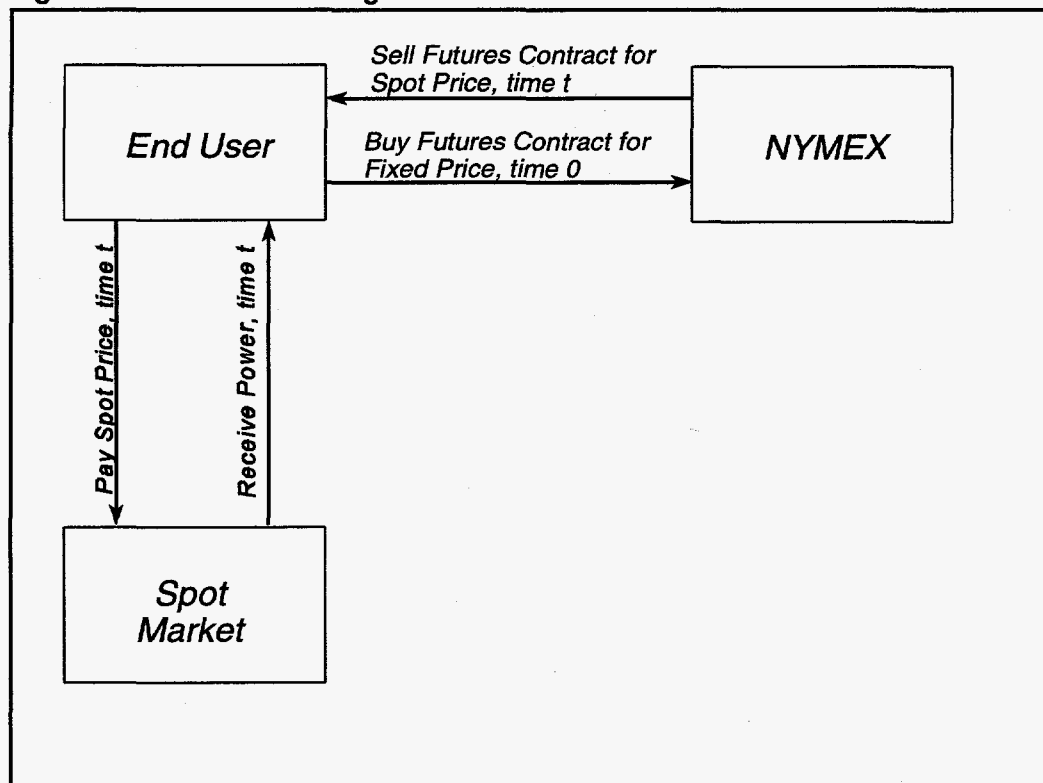 Sell Futures Contract for
Spot Price, time t
End User
Buy Futures Contract for
Fixed Price, time 0
NYMEX
Pay Spot Price, time t
Receive Power, time t
Spot
Market